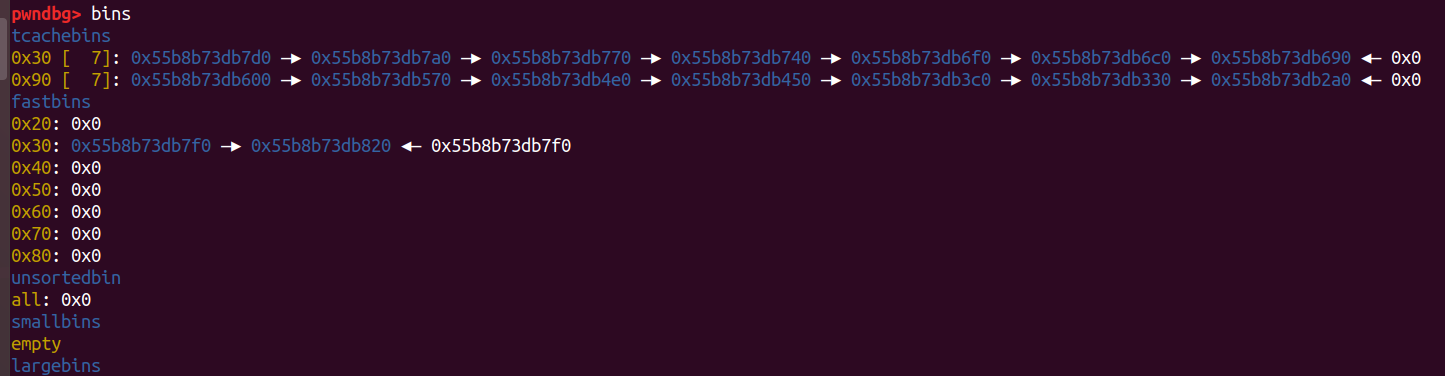 pwndbg> bins
tcachebins
0x30 [  7]: 0x55b8b73db7d0 —▸ 0x55b8b73db7a0 —▸ 0x55b8b73db770 —▸ 0x55b8b73db740 —▸ 0x55b8b73db6f0 —▸ 0x55b8b73db6c0 —▸ 0x55b8b73db690 ◂— 0x0
0x90 [  7]: 0x55b8b73db600 —▸ 0x55b8b73db570 —▸ 0x55b8b73db4e0 —▸ 0x55b8b73db450 —▸ 0x55b8b73db3c0 —▸ 0x55b8b73db330 —▸ 0x55b8b73db2a0 ◂— 0x0
fastbins
0x20: 0x0
0x30: 0x55b8b73db7f0 —▸ 0x55b8b73db820 ◂— 0x55b8b73db7f0
0x40: 0x0
0x50: 0x0
0x60: 0x0
0x70: 0x0
0x80: 0x0
unsortedbin
all: 0x0
smallbins
empty
largebins